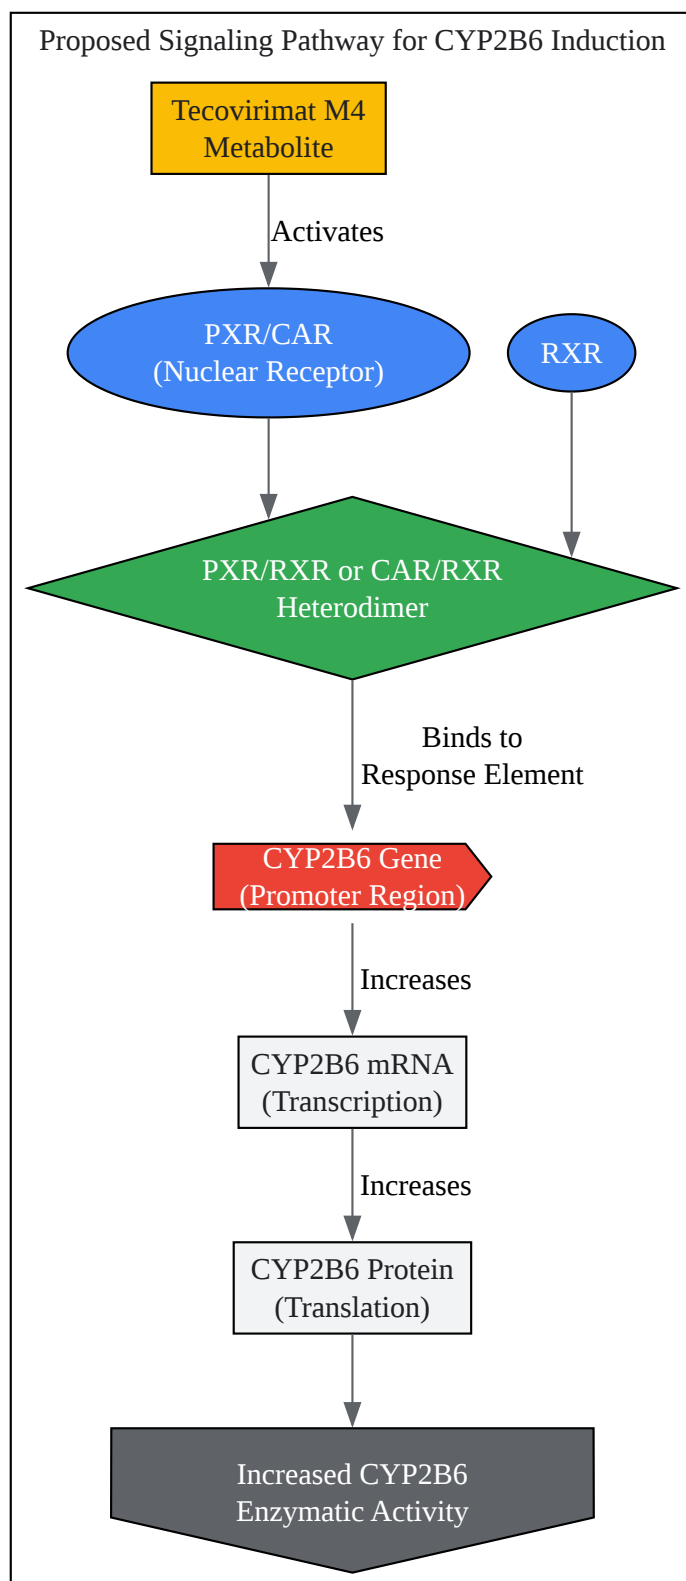 Proposed Signaling Pathway for CYP2B6 Induction
Tecovirimat M4
Metabolite
Activates
PXR/CAR
(Nuclear Receptor)
RXR
PXR/RXR or CAR/RXR
Heterodimer
Binds to
Response Element
CYP2B6 Gene
(Promoter Region)
Increases
CYP2B6 mRNA
(Transcription)
Increases
CYP2B6 Protein
(Translation)
Increased CYP2B6
Enzymatic Activity